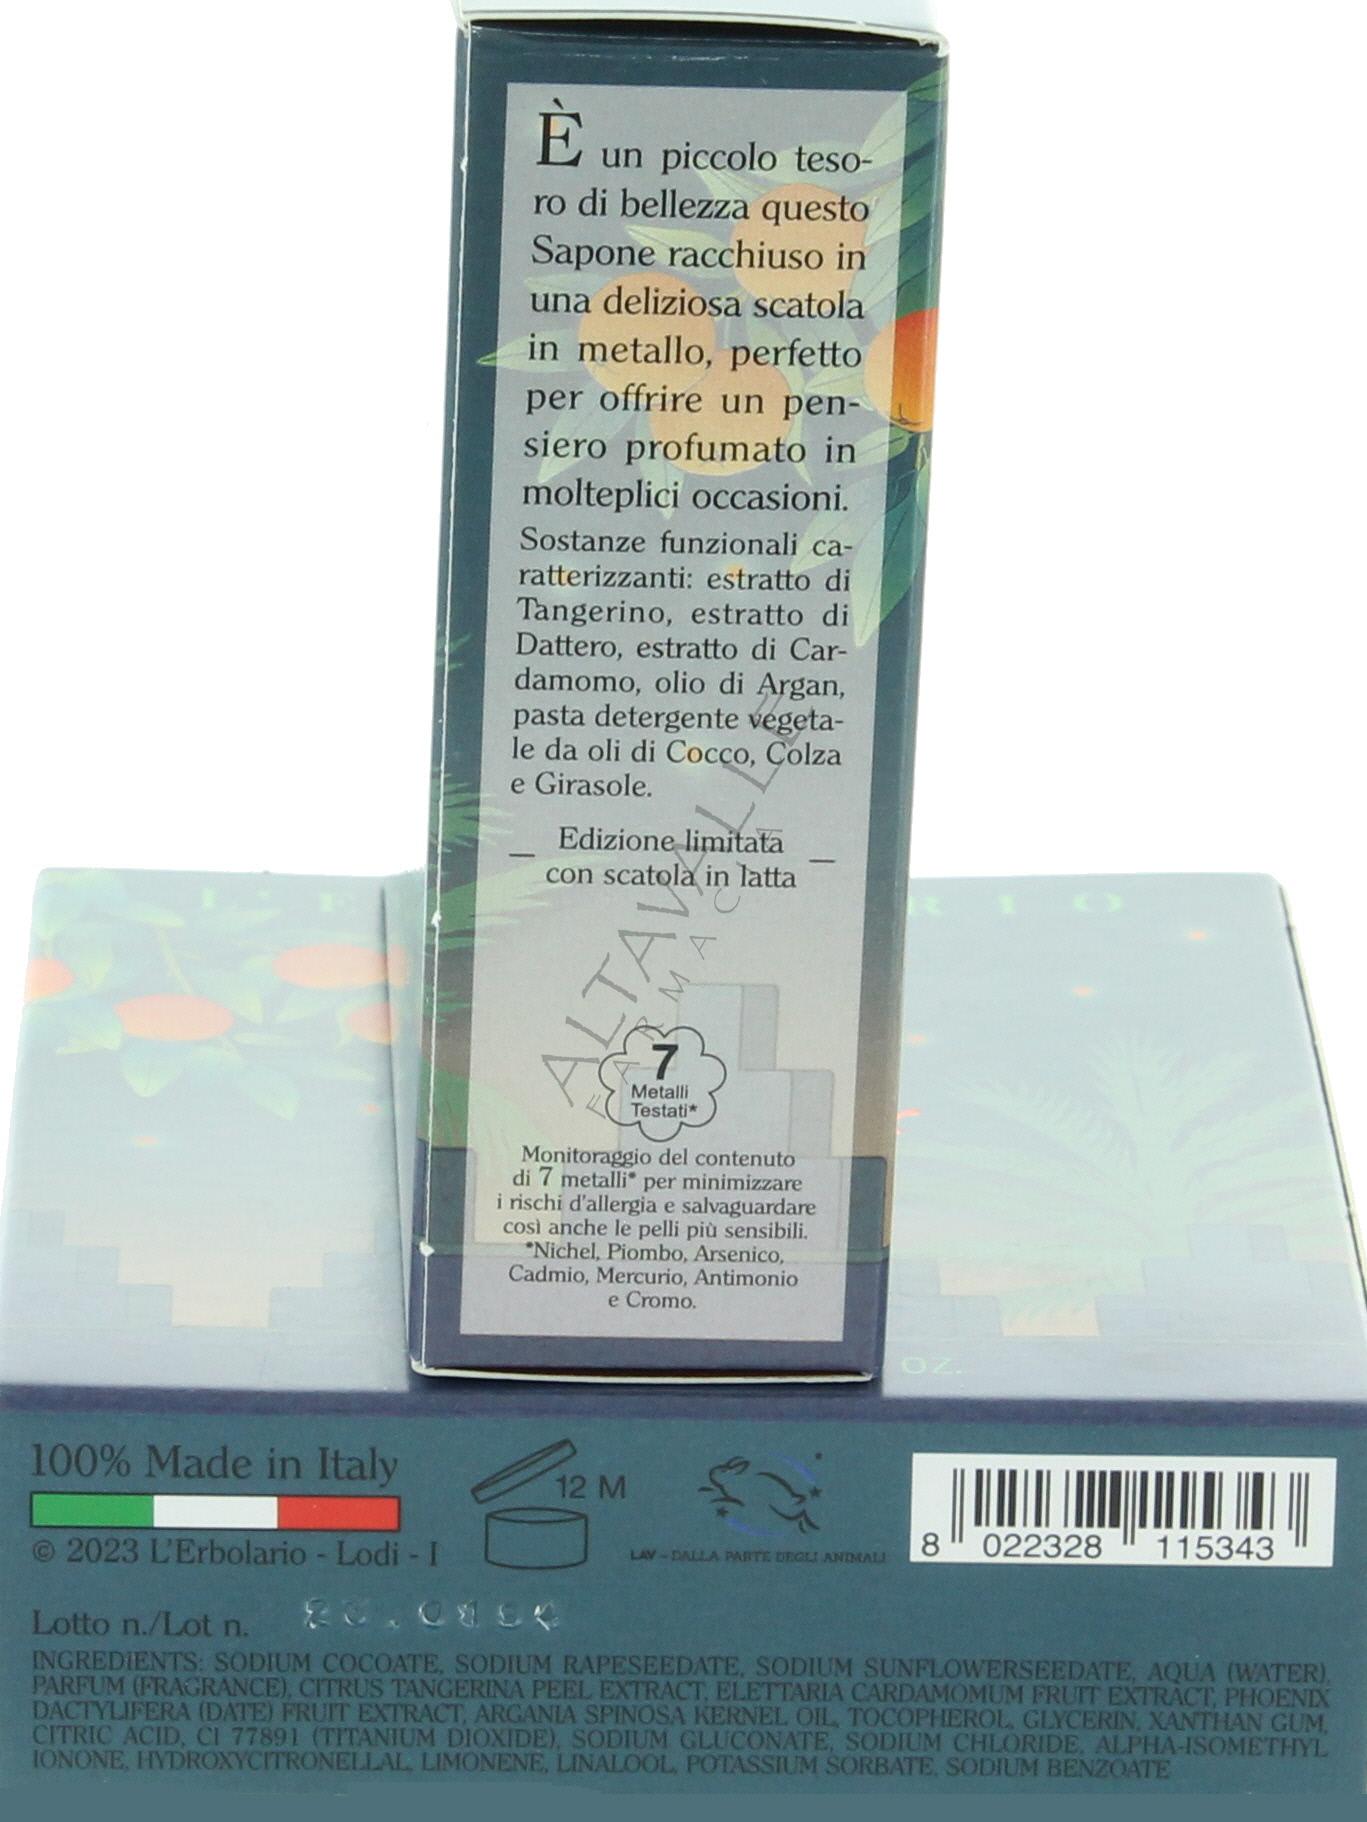 È un piccolo teso-
ro di bellezza questo
Sapone racchiuso in
una deliziosa scatola
in metallo, perfetto
per offrire un pen-
siero profumato in
molteplici occasioni.
Sostanze funzionali ca-
ratterizzanti: estratto di
Tangerino, estratto di
Dattero, estratto di Car-
damomo, olio di Argan,
pasta detergente vegeta-
le da oli di Cocco, Colza
e Girasole.
Edizione limitata
con scatola in latta
ALTAVALLE
FARMACIA
7
Metalli
Testati*
Monitoraggio del contenuto
di 7 metalli* per minimizzare
i rischi d'allergia e salvaguardare
così anche le pelli più sensibili.
*Nichel, Piombo, Arsenico,
Cadmio, Mercurio, Antimonio
e Cromo.
OZ.
100% Made in Italy
© 2023 L'Erbolario - Lodi - I
12 M
LAV - DALLA PARTE DEGLI ANIMALI
8 022328 115343
Lotto n./Lot n.
INGREDIENTS: SODIUM COCOATE, SODIUM RAPESEEDATE, SODIUM SUNFLOWERSEEDATE, AQUA (WATER),
PARFUM (FRAGRANCE), CITRUS TANGERINA PEEL EXTRACT, ELETTARIA CARDAMOMUM FRUIT EXTRACT, PHOENIX
DACTYLIFERA (DATE) FRUIT EXTRACT, ARGANIA SPINOSA KERNEL OIL, TOCOPHEROL, GLYCERIN, XANTHAN GUM,
CITRIC ACID, CI 77891 (TITANIUM DIOXIDE), SODIUM GLUCONATE, SODIUM CHLORIDE, ALPHA-ISOMETHYL
IONONE, HYDROXYCITRONELLAL, LIMONENE, LINALOOL, POTASSIUM SORBATE, SODIUM BENZOATE